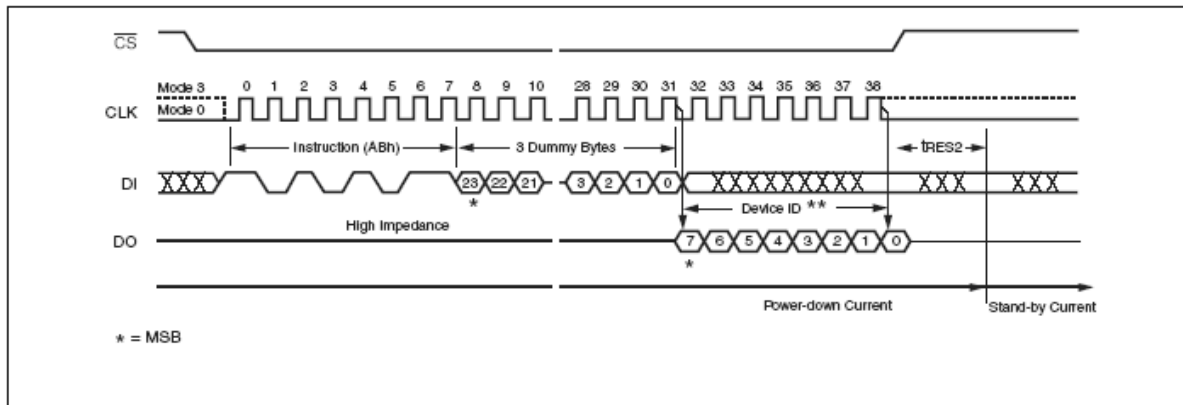 CS
Mode 3 0 1 2 3 4 5 6 7 8 9 10 28 29 30 31 32 33 34 35 36 37 38
CLK Mode 0
Instruction (ABh) 3 Dummy Bytes tRES2
DI 23 22 21 3 2 1 0
* Device ID **
High Impedance
DO 7 6 5 4 3 2 1 0
*
Power-down Current Stand-by Current
* = MSB